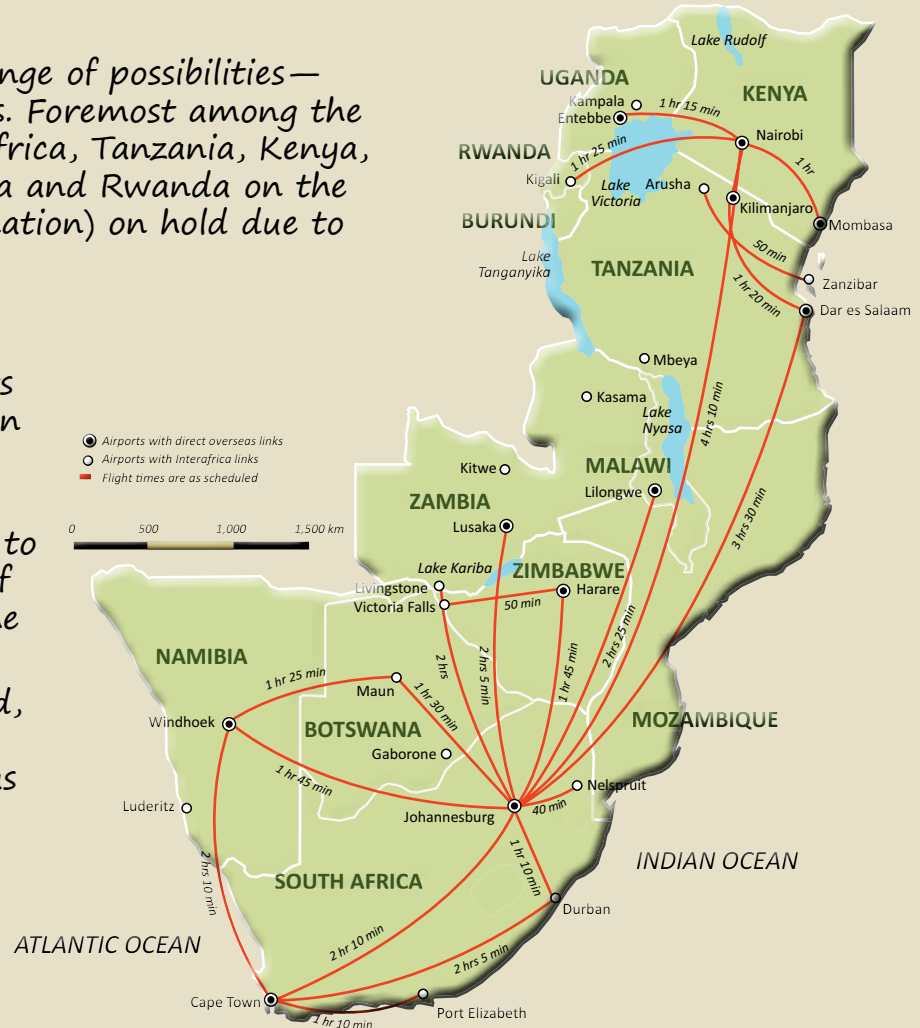 nge of possibilities—
s. Foremost among the
frica, Tanzania, Kenya,
a and Rwanda on the
ation) on hold due to
rs
n
to
f
e
d,
as
Airports with direct overseas links
Airports with Interafrica links
Flight times are as scheduled
0 500 1,000 1,500 km
Lake Rudolf
UGANDA
KENYA
Kampala
1 hr 15 min
Entebbe
Nairobi
RWANDA
1 hr 25 min
1 hr
Kigali
Lake
Victoria
Arusha
Kilimanjaro
BURUNDI
Mombasa
Lake
Tanganyika
TANZANIA
50 min
Zanzibar
1 hr 20 min
Dar es Salaam
Mbeya
Kasama
Lake
Nyasa
4 hrs 10 min
Kitwe
MALAWI
Lilongwe
ZAMBIA
3 hrs 30 min
Lusaka
Lake Kariba
ZIMBABWE
Livingstone
Harare
Victoria Falls
50 min
2 hrs 25 min
NAMIBIA
2 hrs
2 hrs 5 min
1 hr 45 min
1 hr 25 min
Maun
1 hr 30 min
Windhoek
BOTSWANA
MOZAMBIQUE
Gaborone
1 hr 45 min
Nelspruit
Luderitz
Johannesburg
40 min
2 hrs 10 min
1 hr 10 min
INDIAN OCEAN
SOUTH AFRICA
Durban
ATLANTIC OCEAN
2 hr 10 min
2 hrs 5 min
Cape Town
Port Elizabeth
1 hr 10 min